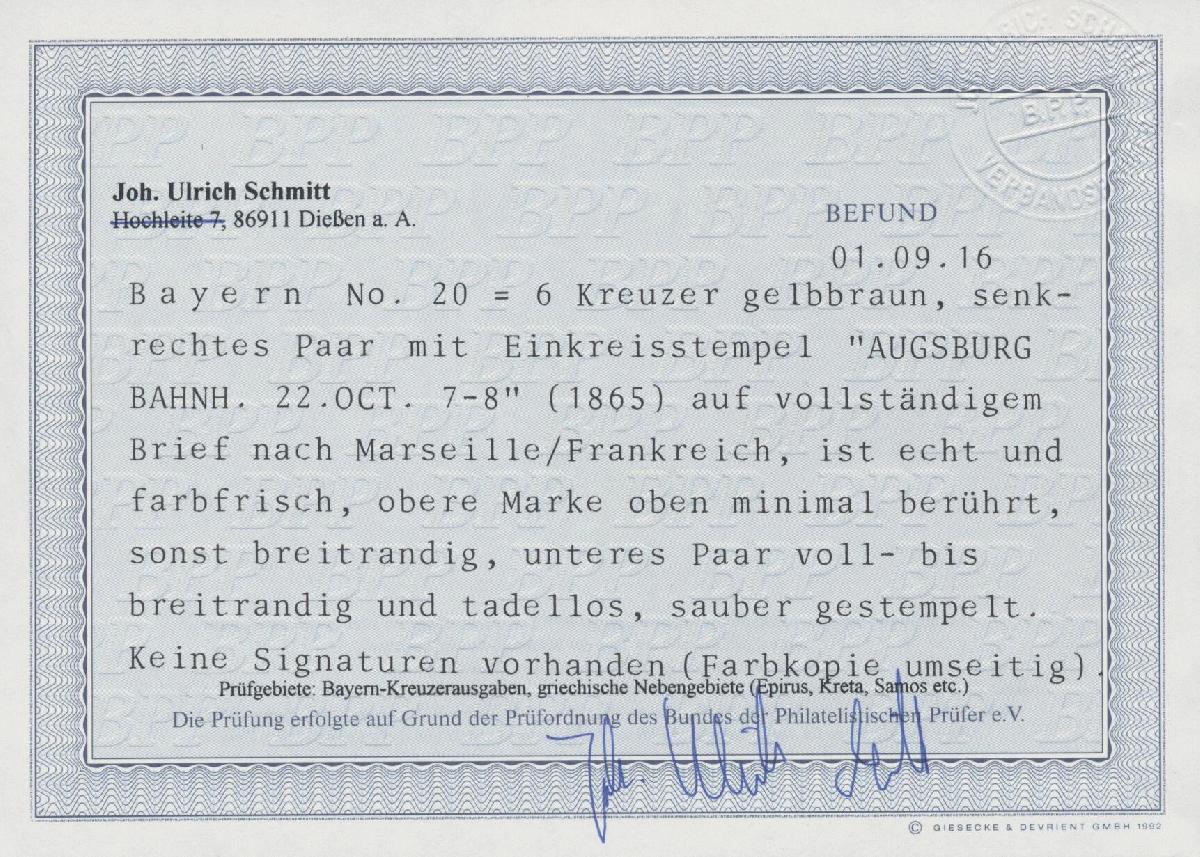 Joh. Ulrich Schmitt
Hochleite 7, 86911 Dießen a. A.
BEFUND
01.09.16
Bayern No. 20 = 6 Kreuzer gelbbraun, senk-
rechtes Paar mit Einkreisstempel "AUGSBURG
BAHNH. 22.OCT. 7-8" (1865) auf vollständigem
Brief nach Marseille/Frankreich, ist echt und
farbfrisch, obere Marke oben minimal berührt,
sonst breitrandig, unteres Paar voll- bis
breitrandig und tadellos, sauber gestempelt.
Keine Signaturen vorhanden (Farbkopie umseitig).
Prüfgebiete: Bayern-Kreuzerausgaben, griechische Nebengebiete (Epirus, Kreta, Samos etc.)
Die Prüfung erfolgte auf Grund der Prüfordnung des Bundes der Philatelistischen Prüfer e.V.
Joh. Ulrich Schmitt
© GIESECKE & DEVRIENT GMBH 1992
B.P.P.